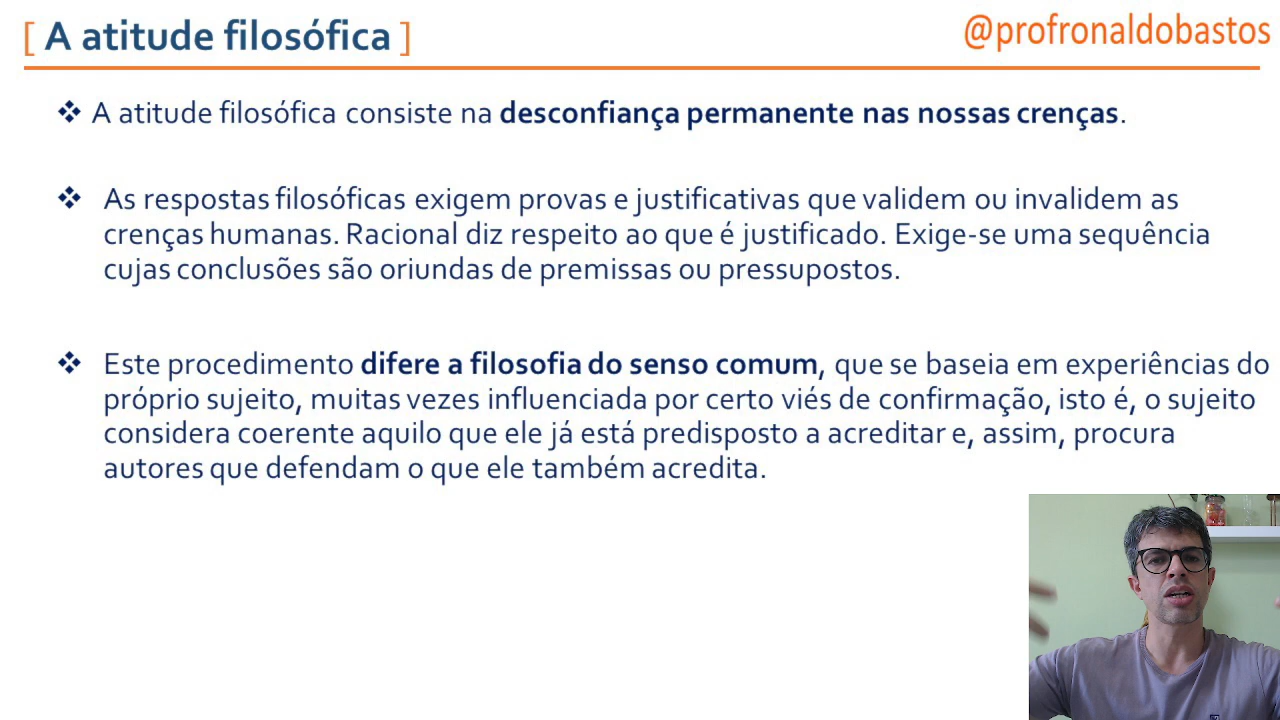 [ A atitude filosófica ]
@profronaldobastos
❖ A atitude filosófica consiste na desconfiança permanente nas nossas crenças.
❖ As respostas filosóficas exigem provas e justificativas que validem ou invalidem as
crenças humanas. Racional diz respeito ao que é justificado. Exige-se uma sequência
cujas conclusões são oriundas de premissas ou pressupostos.
❖ Este procedimento difere a filosofia do senso comum, que se baseia em experiências do
próprio sujeito, muitas vezes influenciada por certo viés de confirmação, isto é, o sujeito
considera coerente aquilo que ele já está predisposto a acreditar e, assim, procura
autores que defendam o que ele também acredita.